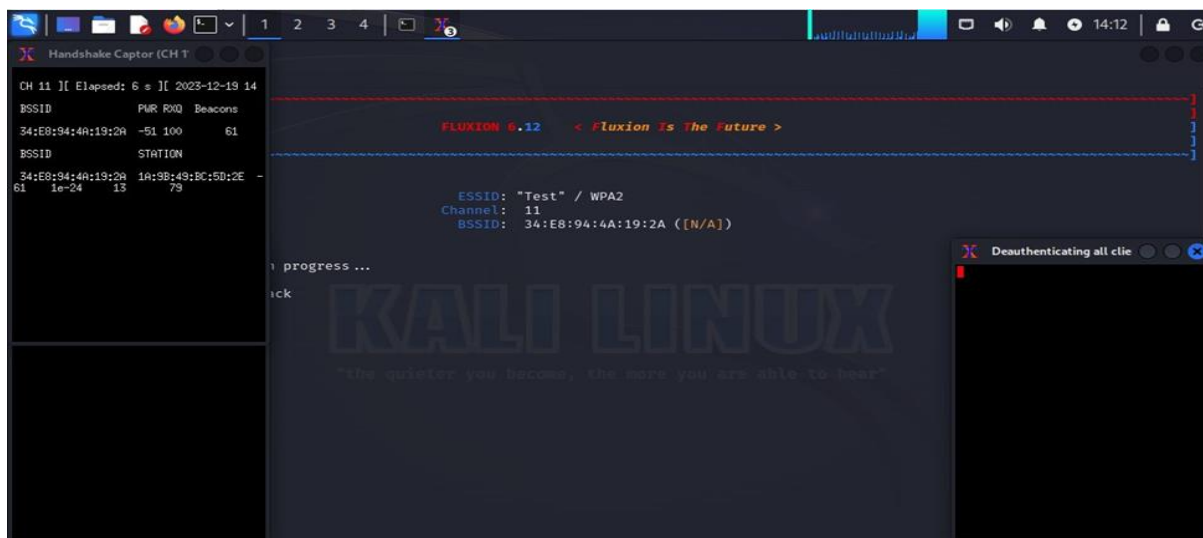 1 2 3 4
3
14:12
Handshake Captor (CH 1
CH 11 ][ Elapsed: 6 s ][ 2023-12-19 14
BSSID PWR RXQ Beacons
34:E8:94:4A:19:2A -51 100 61
BSSID STATION
34:E8:94:4A:19:2A 1A:9B:49:BC:5D:2E -
61 1e-24 13 79
FLUXION 6.12 < Fluxion Is The Future >
ESSID: "Test" / WPA2
Channel: 11
BSSID: 34:E8:94:4A:19:2A ([N/A])
progress...
ack
KALI LINUX
"the quieter you become, the more you are able to hear"
Deauthenticating all clie